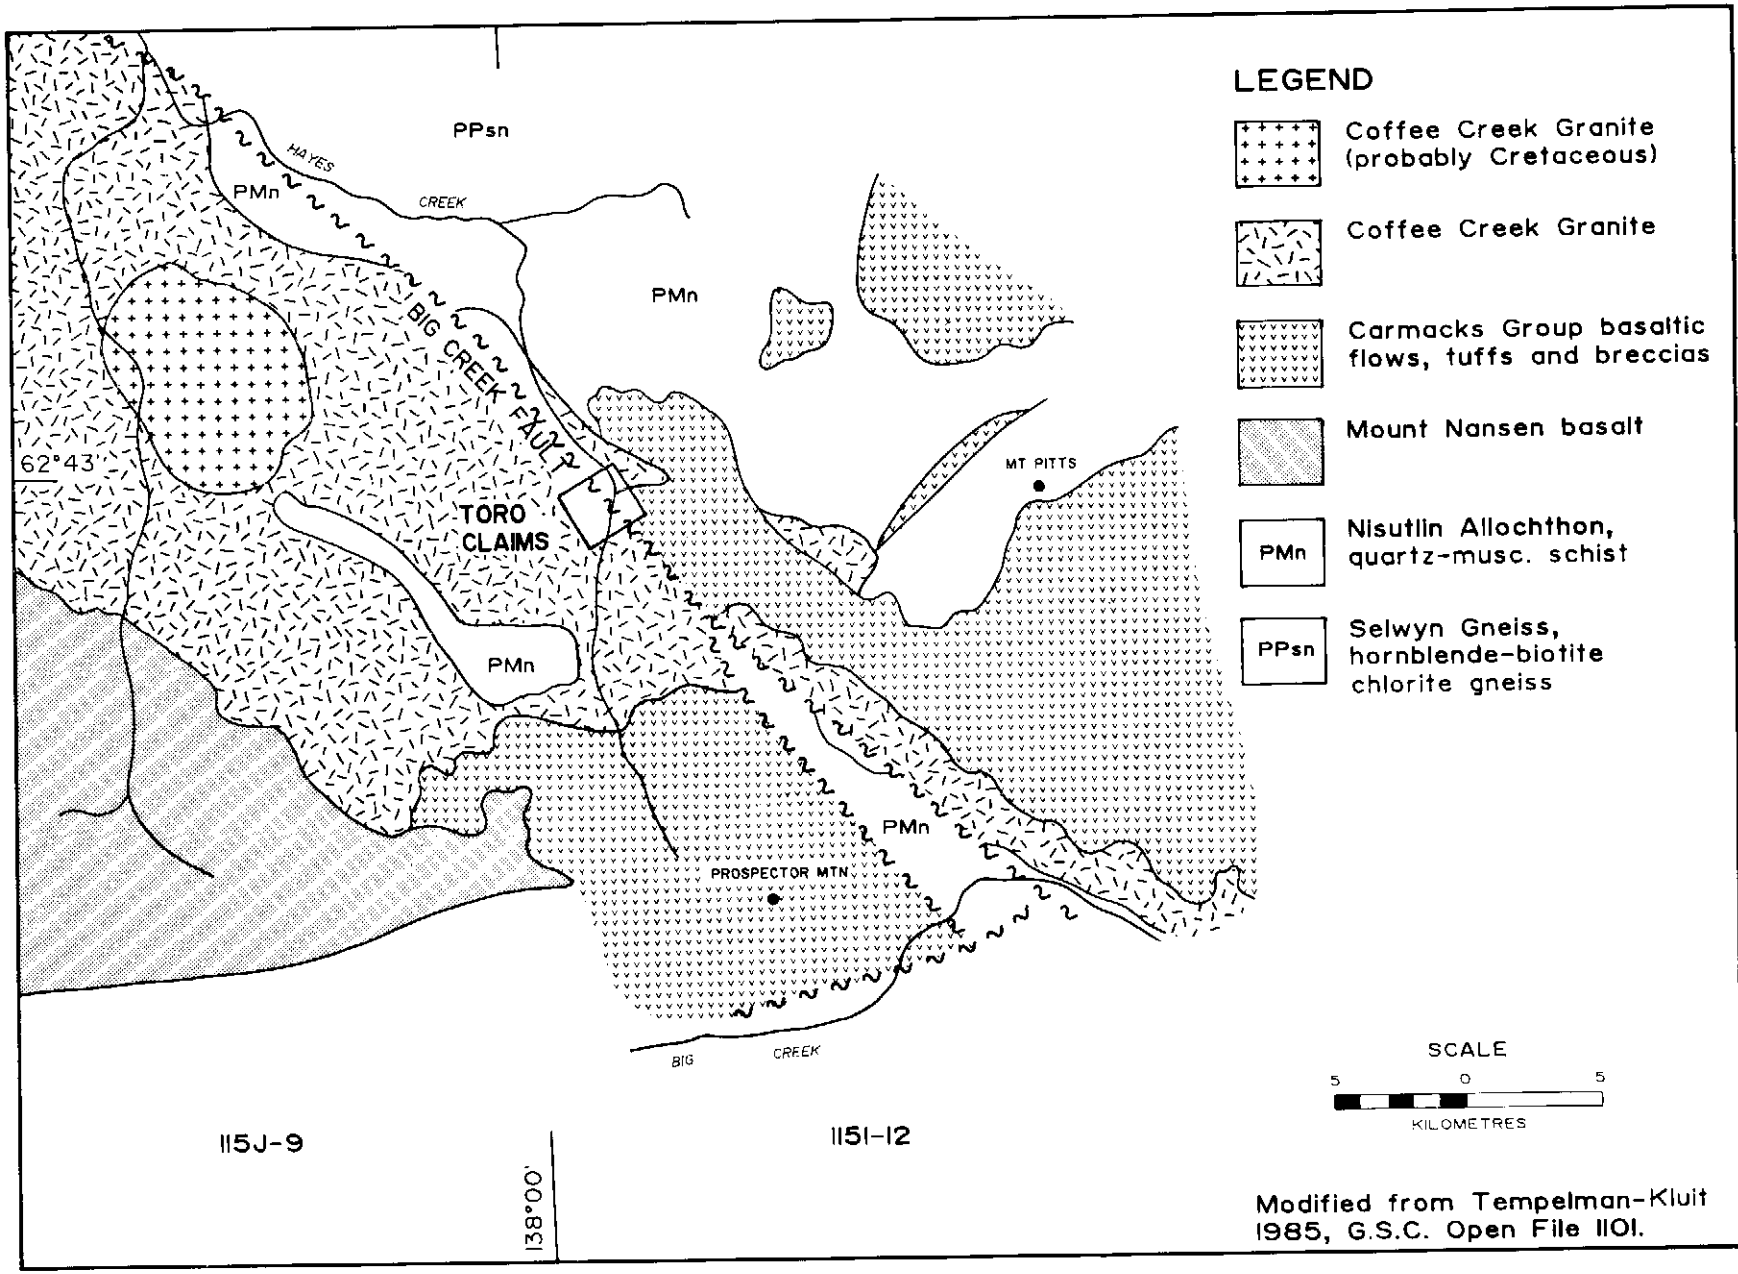 PPsn
HAYES
CREEK
PMn
PMn
BIG CREEK FAULT
62°43'
TORO
CLAIMS
MT PITTS
PMn
PMn
PROSPECTOR MTN.
BIG
CREEK
115J-9
115I-12
138°00'
LEGEND
Coffee Creek Granite
(probably Cretaceous)
Coffee Creek Granite
Carmacks Group basaltic
flows, tuffs and breccias
Mount Nansen basalt
PMn
Nisutlin Allochthon,
quartz-musc. schist
PPsn
Selwyn Gneiss,
hornblende-biotite
chlorite gneiss
SCALE
5 0 5
KILOMETRES
Modified from Tempelman-Kluit
1985, G.S.C. Open File 1101.